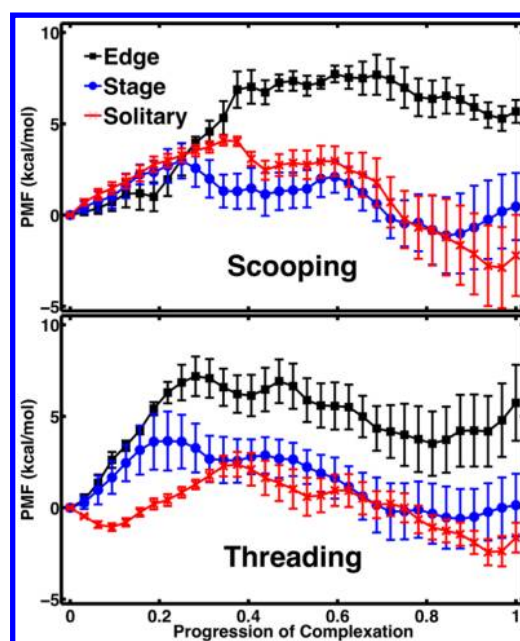 10
Edge
Stage
Solitary
5
PMF (kcal/mol)
0
Scooping
-5
10
5
PMF (kcal/mol)
0
Threading
-5
0 0.2 0.4 0.6 0.8 1
Progression of Complexation